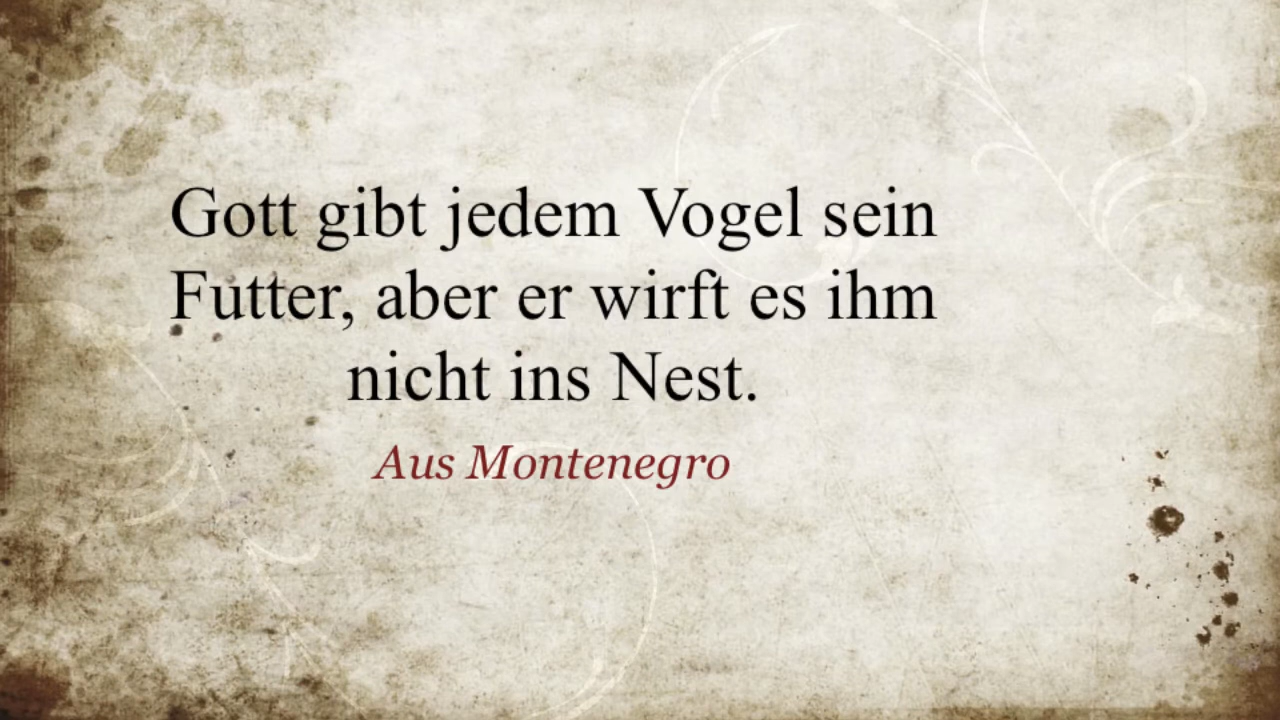 Gott gibt jedem Vogel sein
Futter, aber er wirft es ihm
nicht ins Nest.
Aus Montenegro